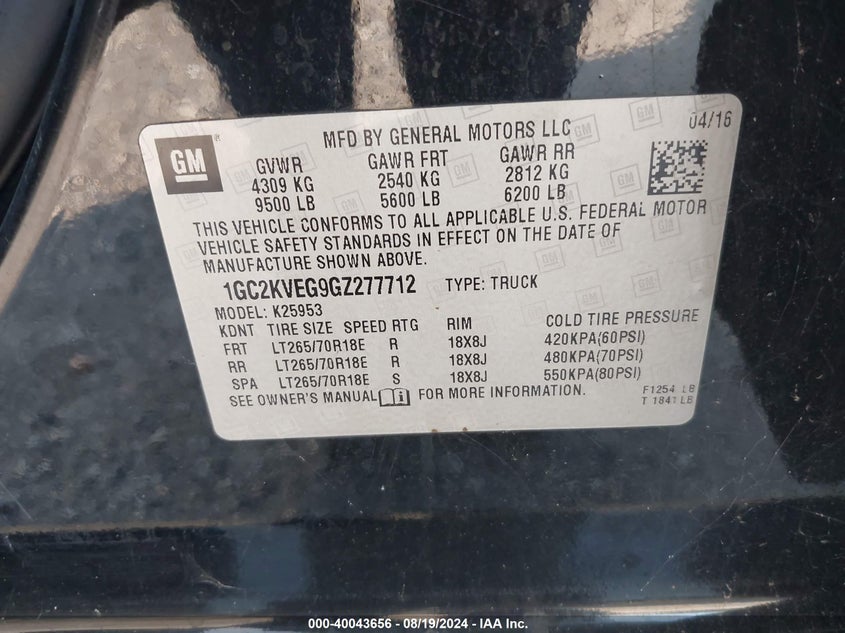 GM
MFD BY GENERAL MOTORS LLC
04/16
GVWR GAWR FRT GAWR RR
4309 KG 2540 KG 2812 KG
9500 LB 5600 LB 6200 LB
THIS VEHICLE CONFORMS TO ALL APPLICABLE U.S. FEDERAL MOTOR
VEHICLE SAFETY STANDARDS IN EFFECT ON THE DATE OF
MANUFACTURE SHOWN ABOVE.
1GC2KVEG9GZ277712 TYPE: TRUCK
MODEL: K25953
KDNT TIRE SIZE SPEED RTG RIM COLD TIRE PRESSURE
FRT LT265/70R18E R 18X8J 420KPA(60PSI)
RR LT265/70R18E R 18X8J 480KPA(70PSI)
SPA LT265/70R18E S 18X8J 550KPA(80PSI)
SEE OWNER'S MANUAL FOR MORE INFORMATION.
F1254 LB
T 1841 LB
000-40043656 - 08/19/2024 - IAA Inc.